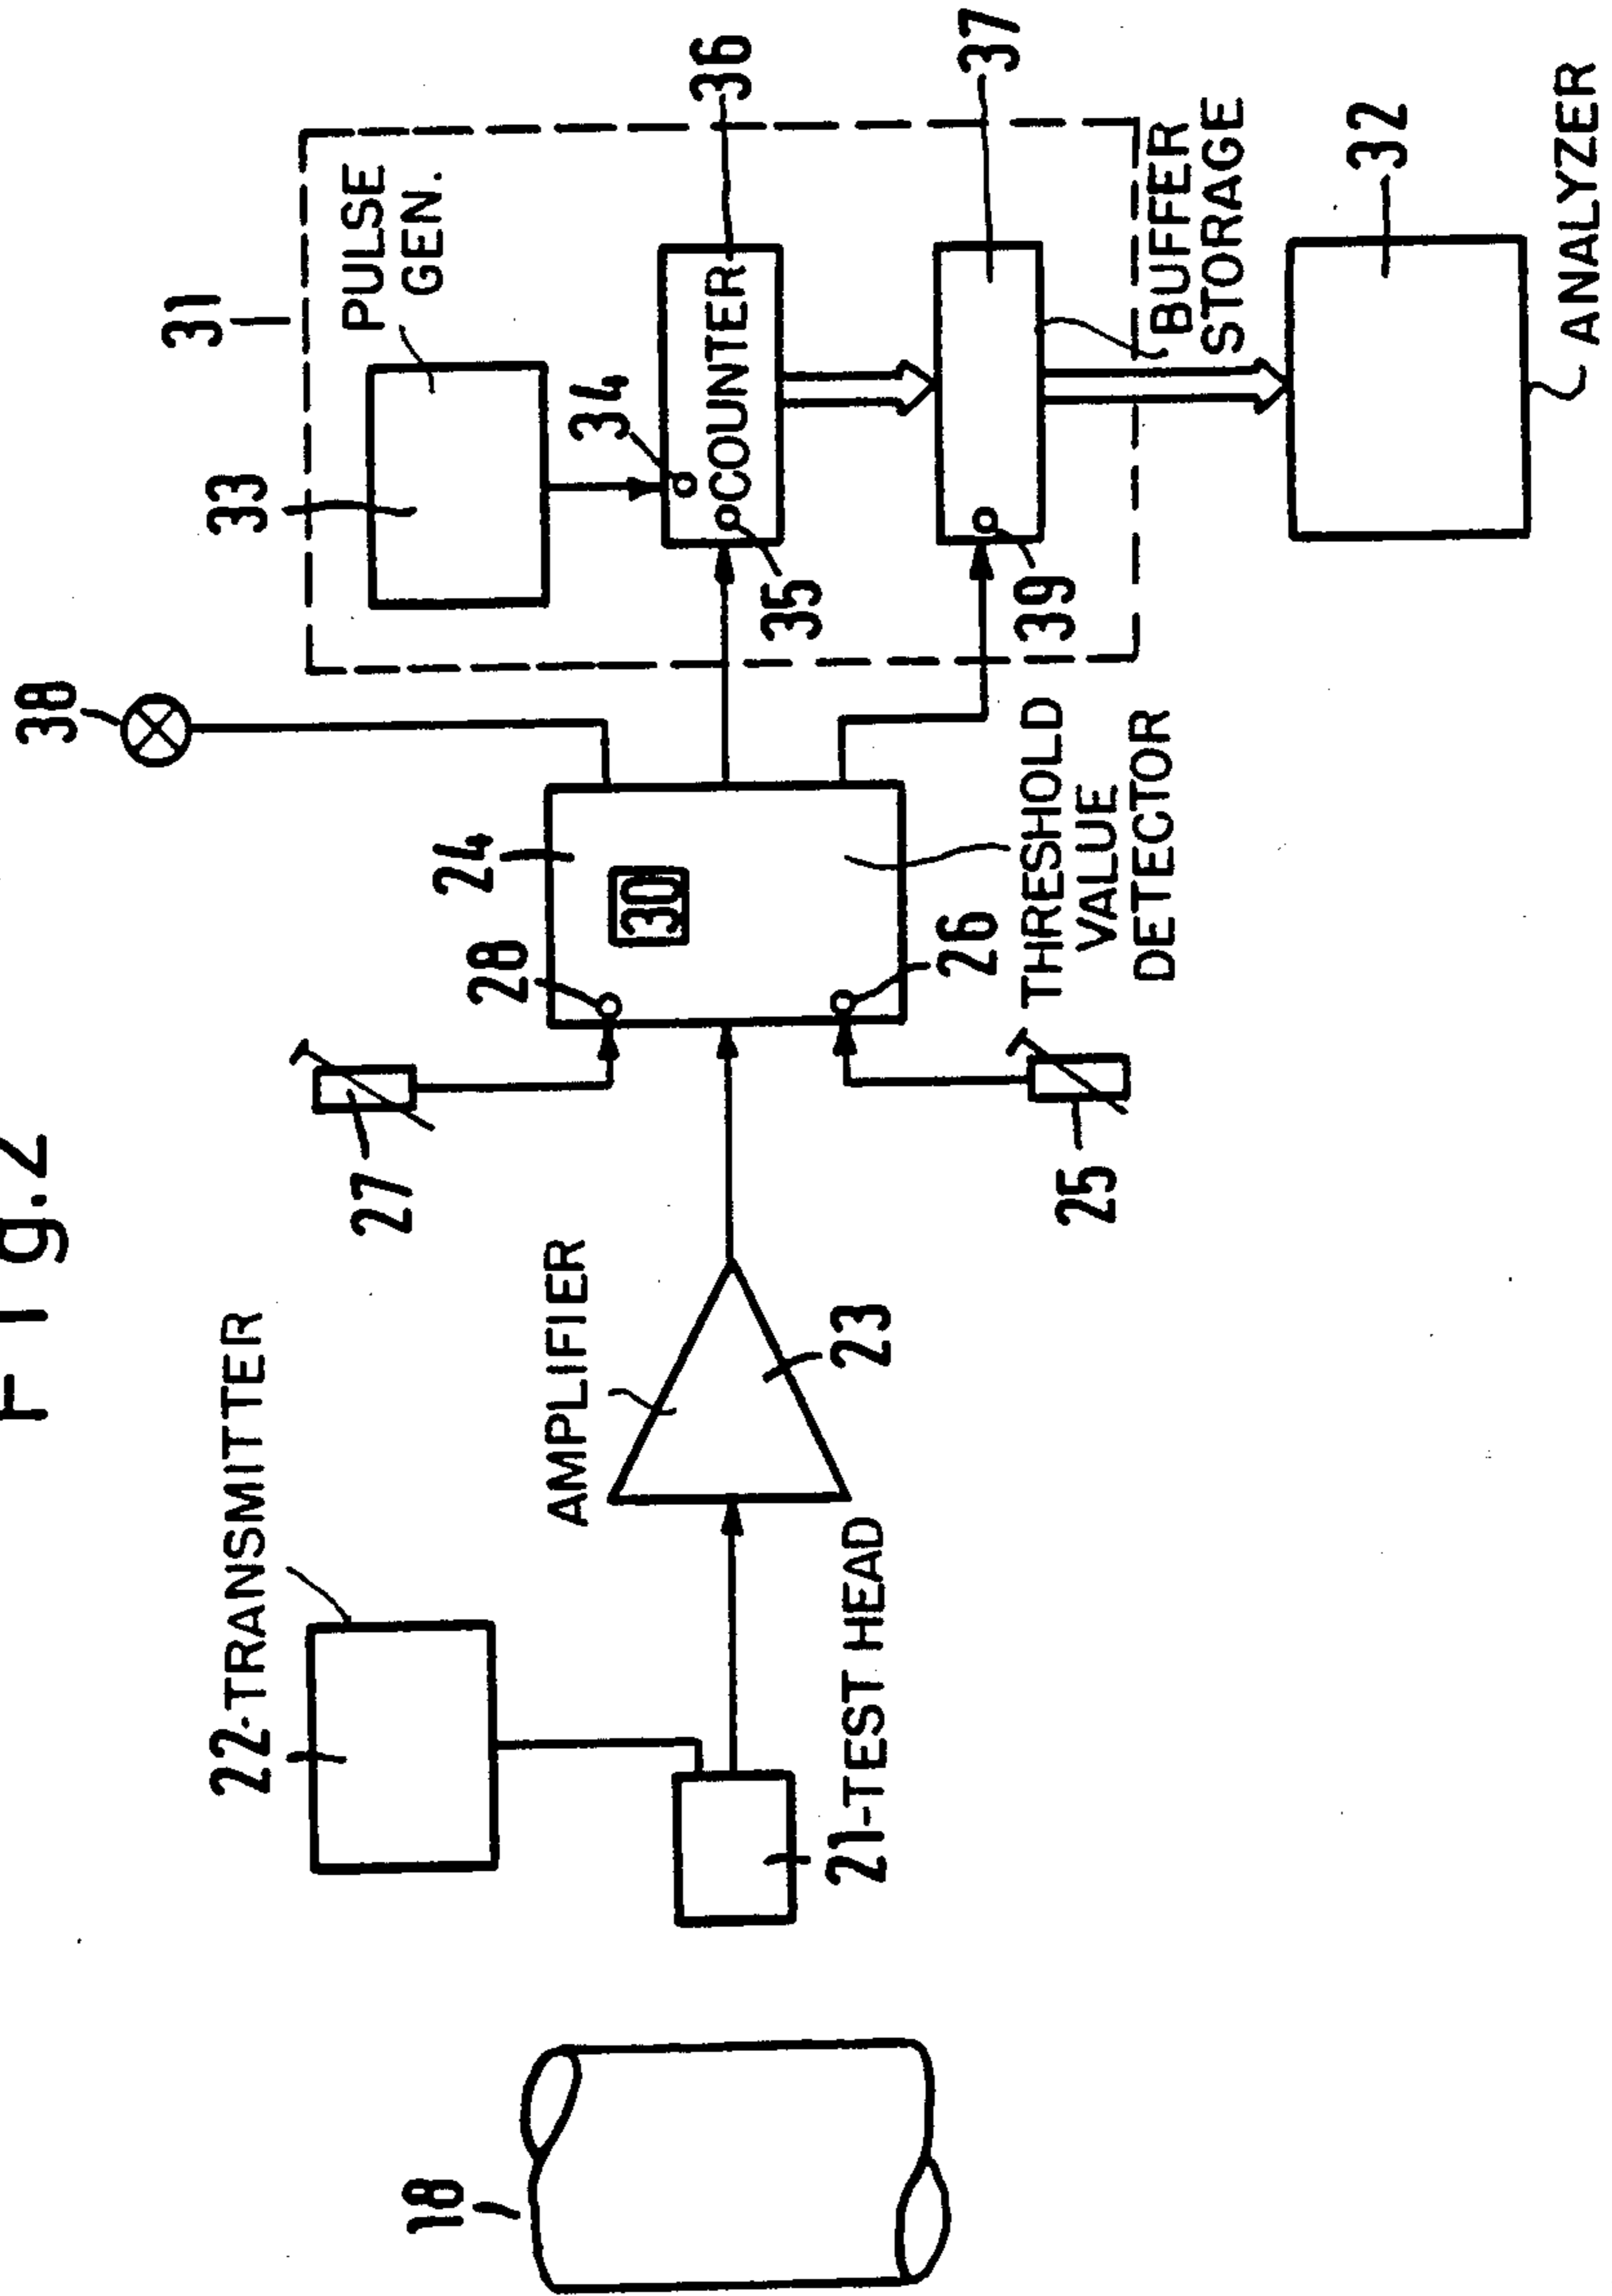 Fig.2
38
31
33
PULSE
GEN.
22-TRANSMITTER
27
28
24
34
36
AMPLIFIER
30
COUNTER
18
35
37
21-TEST HEAD
23
26
39
25
THRESHOLD
VALUE
DETECTOR
BUFFER
STORAGE
32
ANALYZER